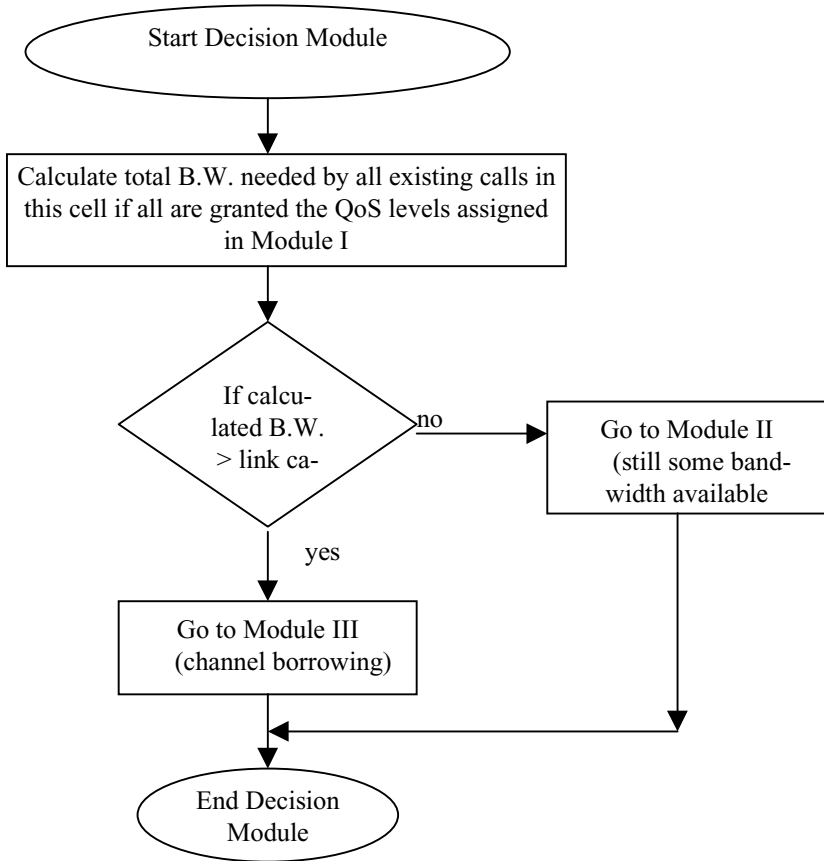 Start Decision Module
Calculate total B.W. needed by all existing calls in
this cell if all are granted the QoS levels assigned
in Module I
If calcu-
lated B.W.
> link ca-
no
Go to Module II
(still some band-
width available
yes
Go to Module III
(channel borrowing)
End Decision
Module